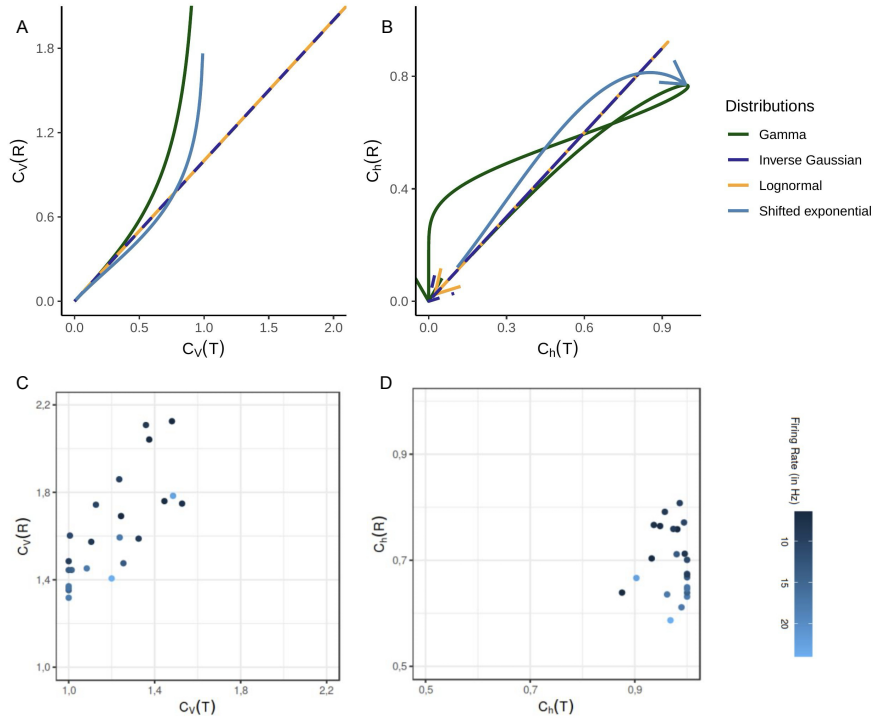 A
B
1.8
1.2
0.6
0.0
C_V(R)
0.0
0.5
1.0
1.5
2.0
C_V(T)
0.8
0.4
0.0
C_h(R)
0.0
0.3
0.6
0.9
C_h(T)
Distributions
Gamma
Inverse Gaussian
Lognormal
Shifted exponential
C
D
2,2
1,8
1,4
1,0
C_V(R)
1,0
1,4
1,8
2,2
C_V(T)
0,9
0,7
0,5
C_h(R)
0,5
0,7
0,9
C_h(T)
Firing Rate (in Hz)
10
15
20